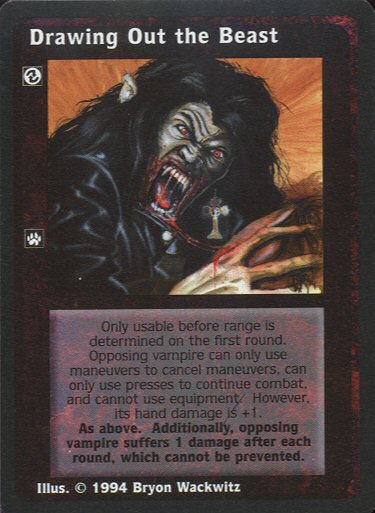 Drawing Out the Beast
Only usable before range is
determined on the first round.
Opposing vampire can only use
maneuvers to cancel maneuvers, can
only use presses to continue combat,
and cannot use equipment. However,
its hand damage is +1.
As above. Additionally, opposing
vampire suffers 1 damage after each
round, which cannot be prevented.
Illus. © 1994 Bryon Wackwitz